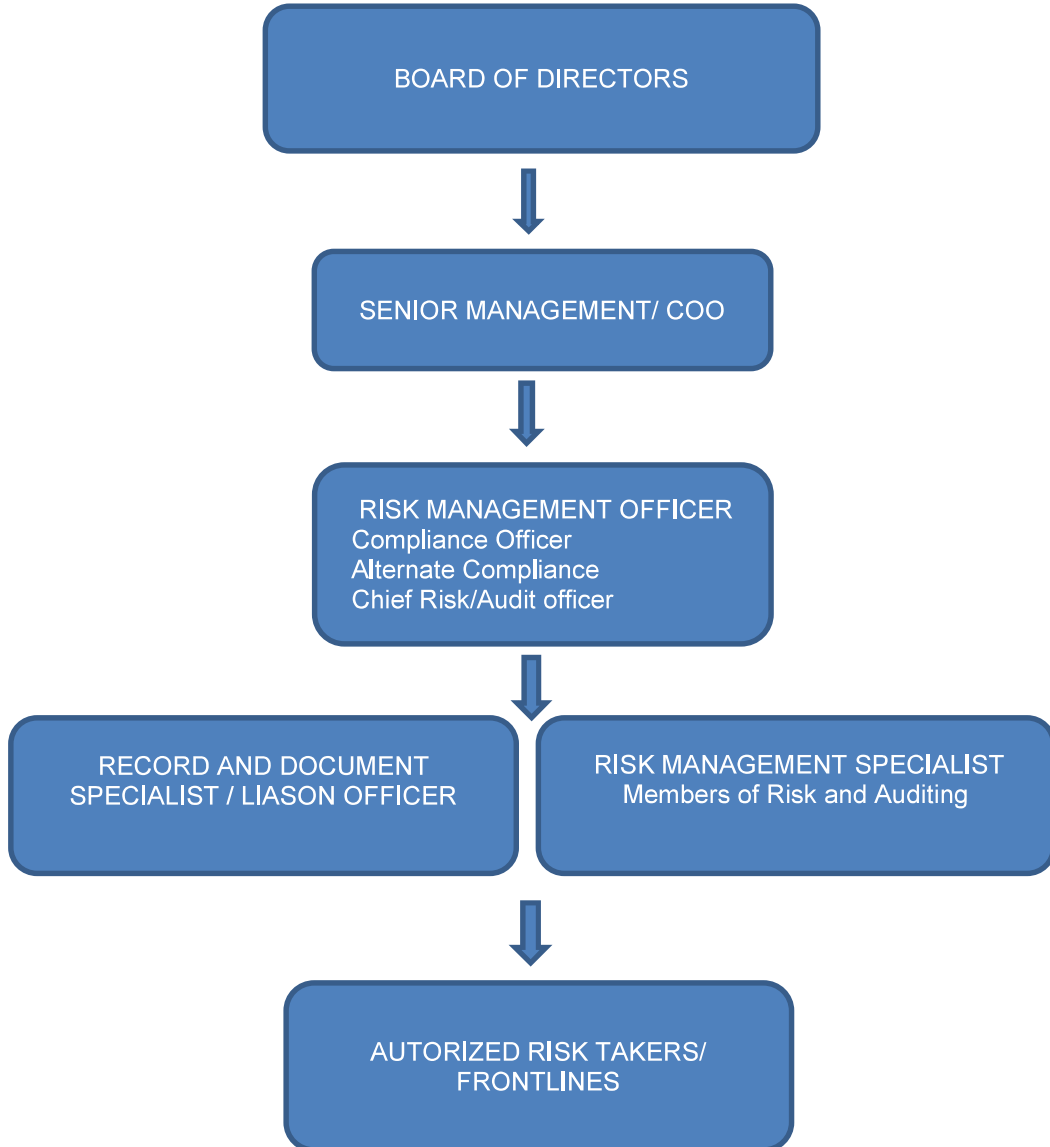 BOARD OF DIRECTORS
SENIOR MANAGEMENT/ COO
RISK MANAGEMENT OFFICER
Compliance Officer
Alternate Compliance
Chief Risk/Audit officer
RECORD AND DOCUMENT
SPECIALIST / LIASON OFFICER
RISK MANAGEMENT SPECIALIST
Members of Risk and Auditing
AUTORIZED RISK TAKERS/
FRONTLINES